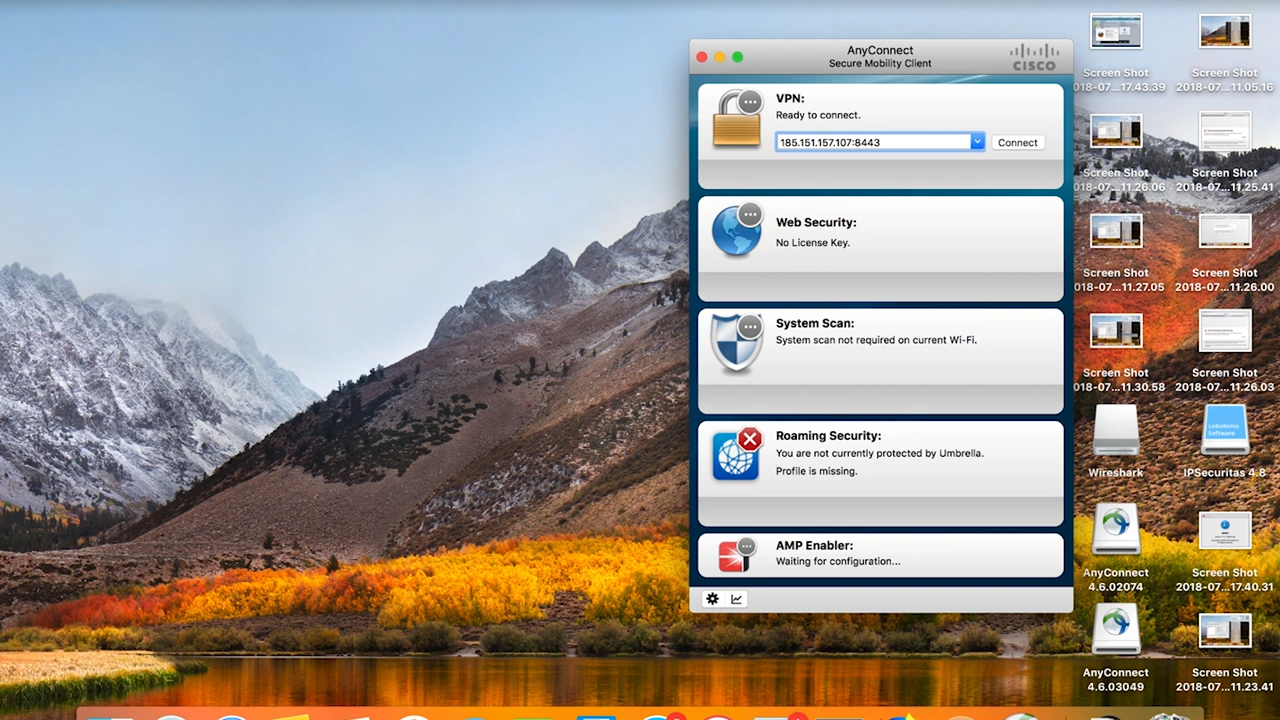 AnyConnect
Secure Mobility Client
CISCO
VPN:
Ready to connect.
185.151.157.107:8443
Connect
Web Security:
No License Key.
System Scan:
System scan not required on current Wi-Fi.
Roaming Security:
You are not currently protected by Umbrella.
Profile is missing.
AMP Enabler:
Waiting for configuration...
Screen Shot
018-07...17.43.39
Screen Shot
2018-07...11.05.16
Screen Shot
018-07...11.26.06
Screen Shot
2018-07...11.25.41
Screen Shot
018-07...11.27.05
Screen Shot
2018-07...11.26.00
Screen Shot
018-07...11.30.58
Screen Shot
2018-07...11.26.03
Wireshark
Lobotomo
Software
IPSecuritas 4.8
AnyConnect
4.6.02074
Screen Shot
2018-07...17.40.31
AnyConnect
4.6.03049
Screen Shot
2018-07...11.23.41